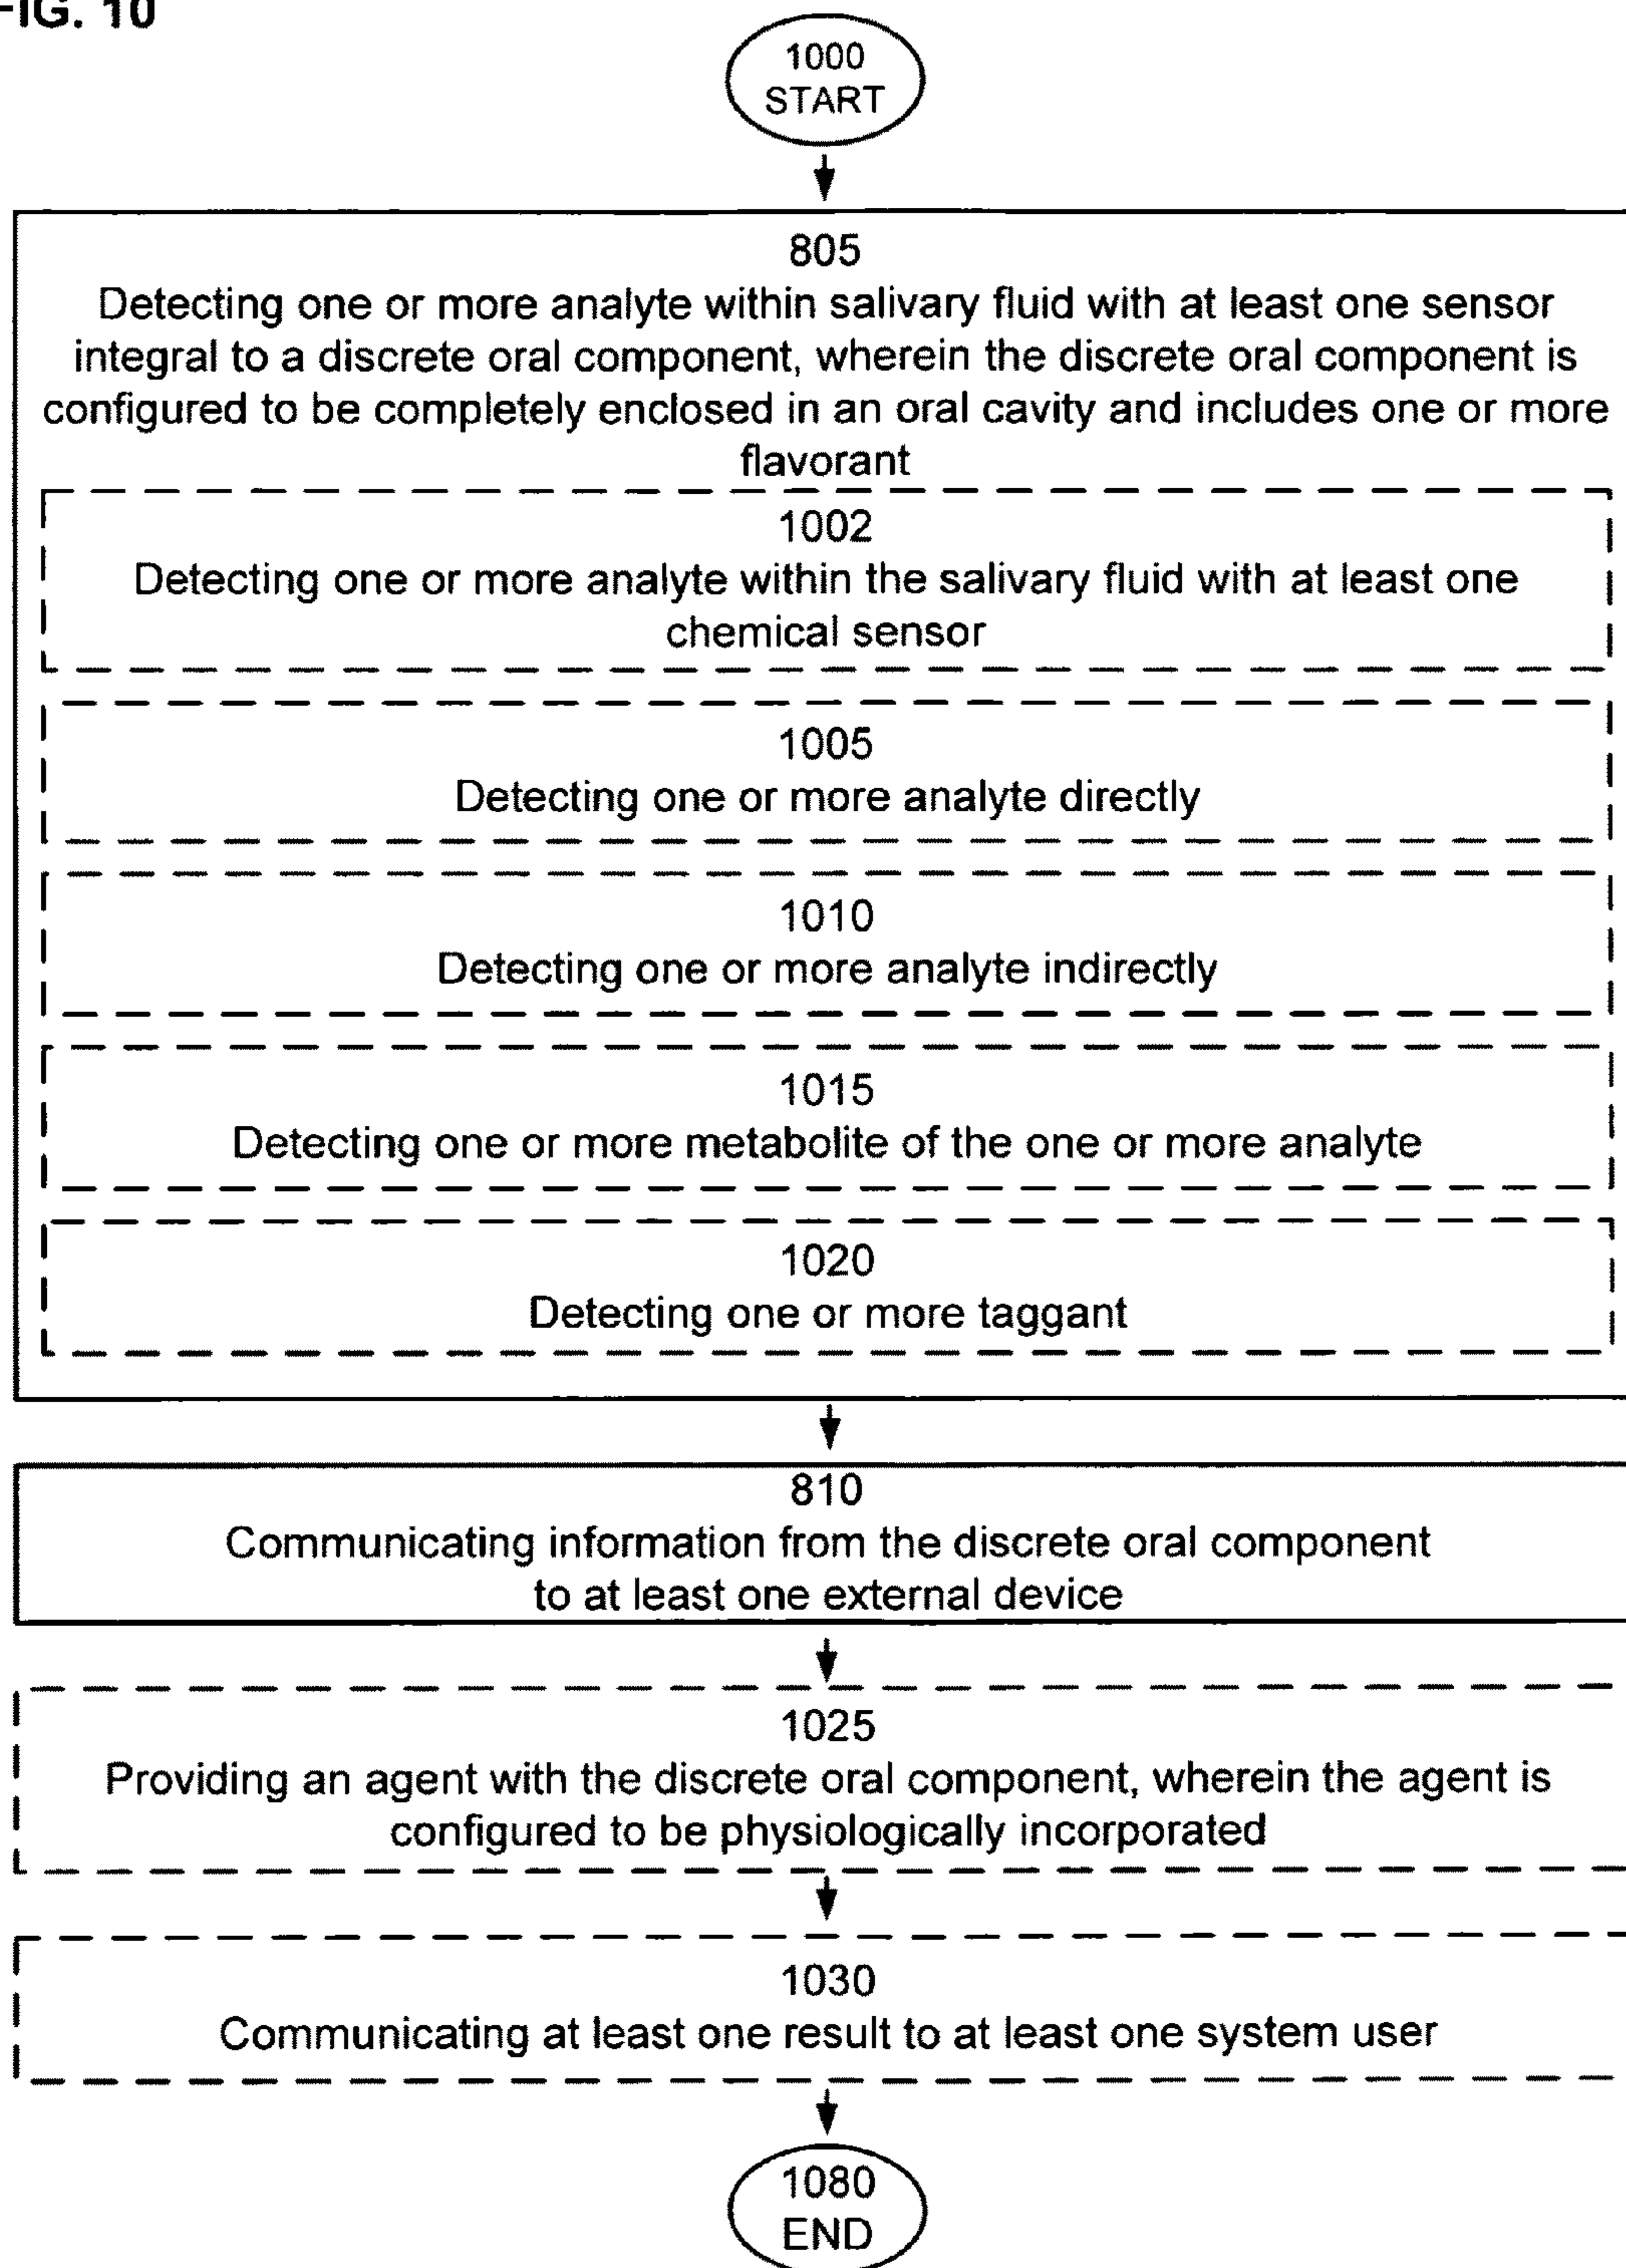 FIG. 10
1000
START
805
Detecting one or more analyte within salivary fluid with at least one sensor
integral to a discrete oral component, wherein the discrete oral component is
configured to be completely enclosed in an oral cavity and includes one or more
flavorant
1002
Detecting one or more analyte within the salivary fluid with at least one
chemical sensor
1005
Detecting one or more analyte directly
1010
Detecting one or more analyte indirectly
1015
Detecting one or more metabolite of the one or more analyte
1020
Detecting one or more taggant
810
Communicating information from the discrete oral component
to at least one external device
1025
Providing an agent with the discrete oral component, wherein the agent is
configured to be physiologically incorporated
1030
Communicating at least one result to at least one system user
1080
END